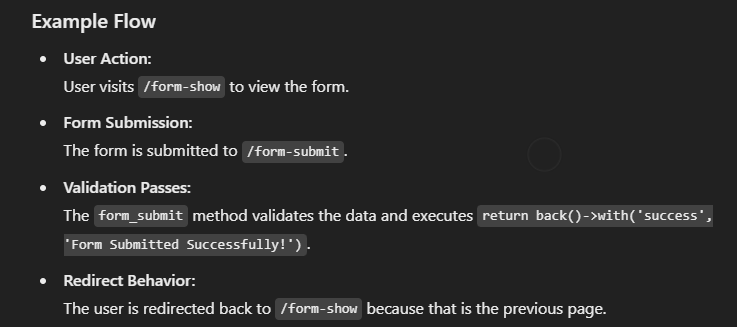 Example Flow
• User Action:
User visits /form-show to view the form.
• Form Submission:
The form is submitted to /form-submit.
• Validation Passes:
The form_submit method validates the data and executes return back()->with('success',
'Form Submitted Successfully!').
• Redirect Behavior:
The user is redirected back to /form-show because that is the previous page.